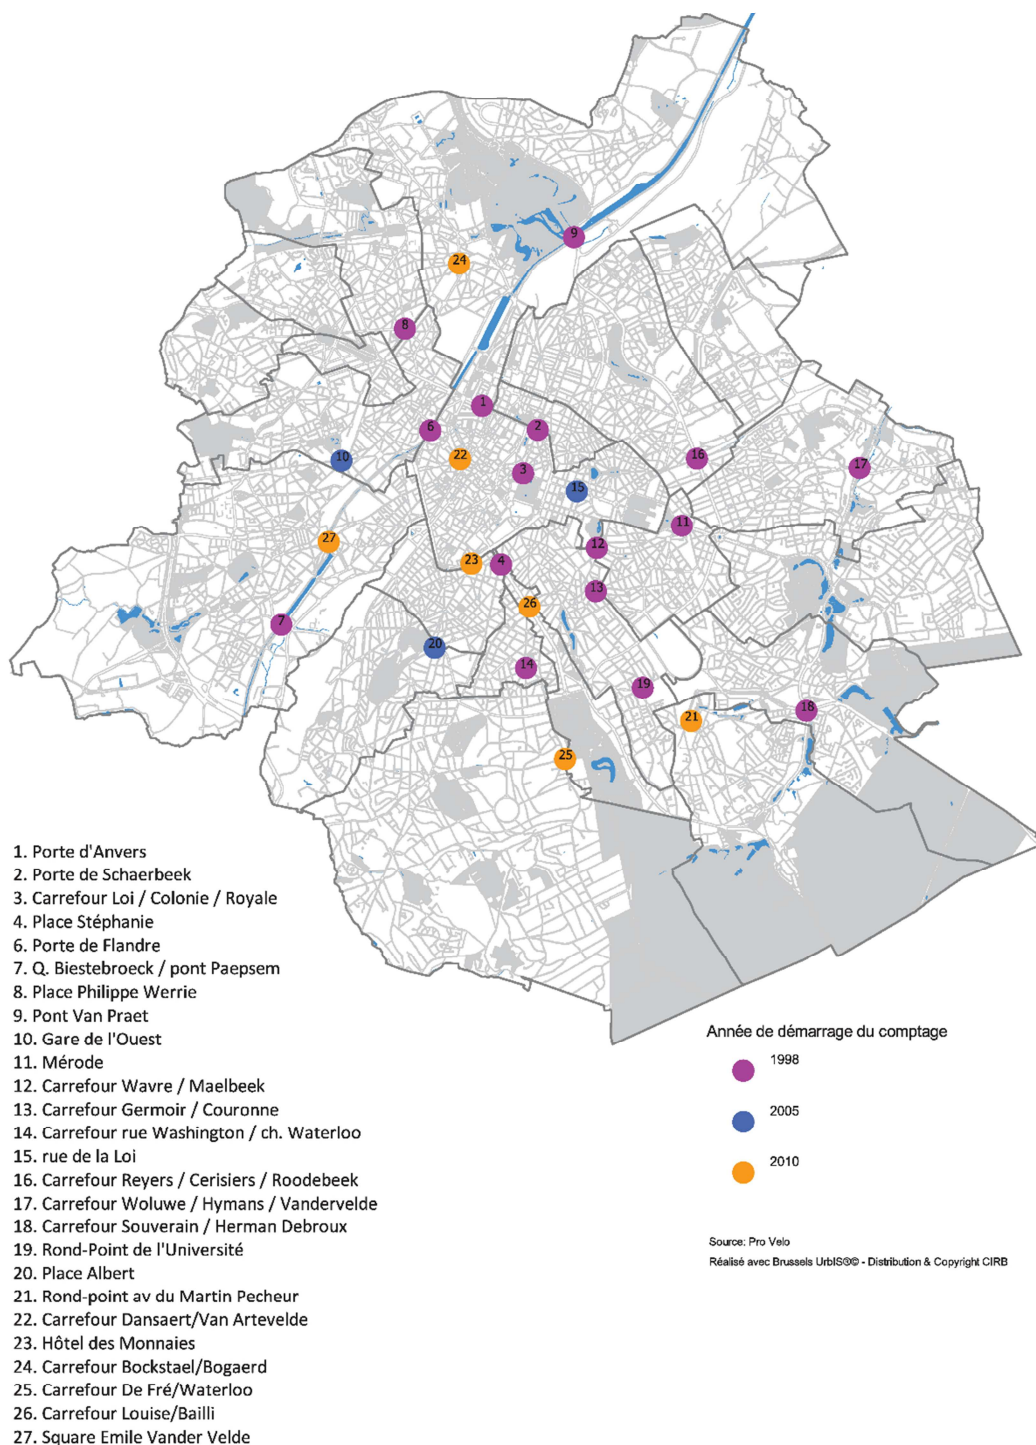 9
24
8
1
6
2
22
10
3
16
17
15
11
27
12
23
4
13
26
7
20
14
19
18
21
25
1. Porte d'Anvers
2. Porte de Schaerbeek
3. Carrefour Loi / Colonie / Royale
4. Place Stéphanie
6. Porte de Flandre
7. Q. Biestebroeck / pont Paepsem
8. Place Philippe Werrie
9. Pont Van Praet
10. Gare de l'Ouest
11. Mérode
12. Carrefour Wavre / Maelbeek
13. Carrefour Germoir / Couronne
14. Carrefour rue Washington / ch. Waterloo
15. rue de la Loi
16. Carrefour Reyers / Cerisiers / Roodebeek
17. Carrefour Woluwe / Hymans / Vandervelde
18. Carrefour Souverain / Herman Debroux
19. Rond-Point de l'Université
20. Place Albert
21. Rond-point av du Martin Pecheur
22. Carrefour Dansaert/Van Artevelde
23. Hôtel des Monnaies
24. Carrefour Bockstael/Bogaerd
25. Carrefour De Fré/Waterloo
26. Carrefour Louise/Bailli
27. Square Emile Vander Velde
Année de démarrage du comptage
1998
2005
2010
Source: Pro Velo
Réalisé avec Brussels UrbIS®© - Distribution & Copyright CIRB